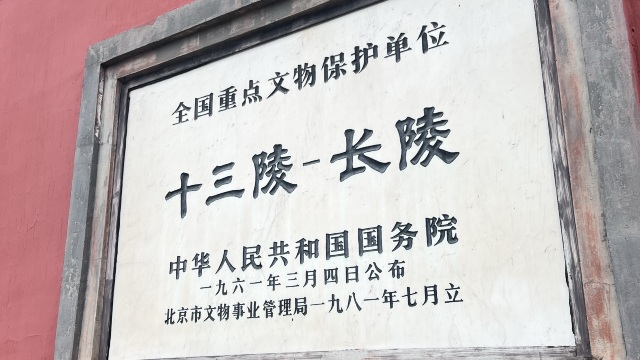 全国重点文物保护单位
十三陵-长陵
中华人民共和国国务院
一九六一年三月四日公布
北京市文物事业管理局一九八一年七月立